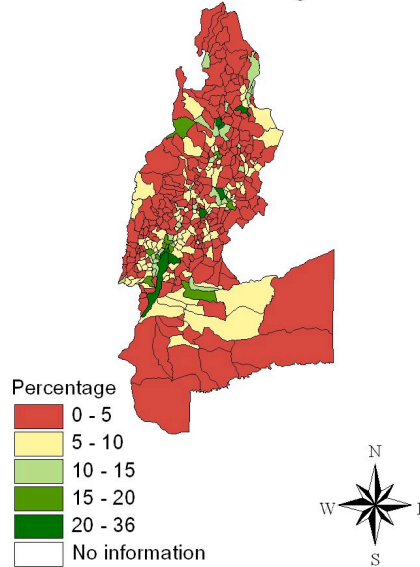 Percentage
0 - 5
5 - 10
10 - 15
15 - 20
20 - 36
No information
N
W
S